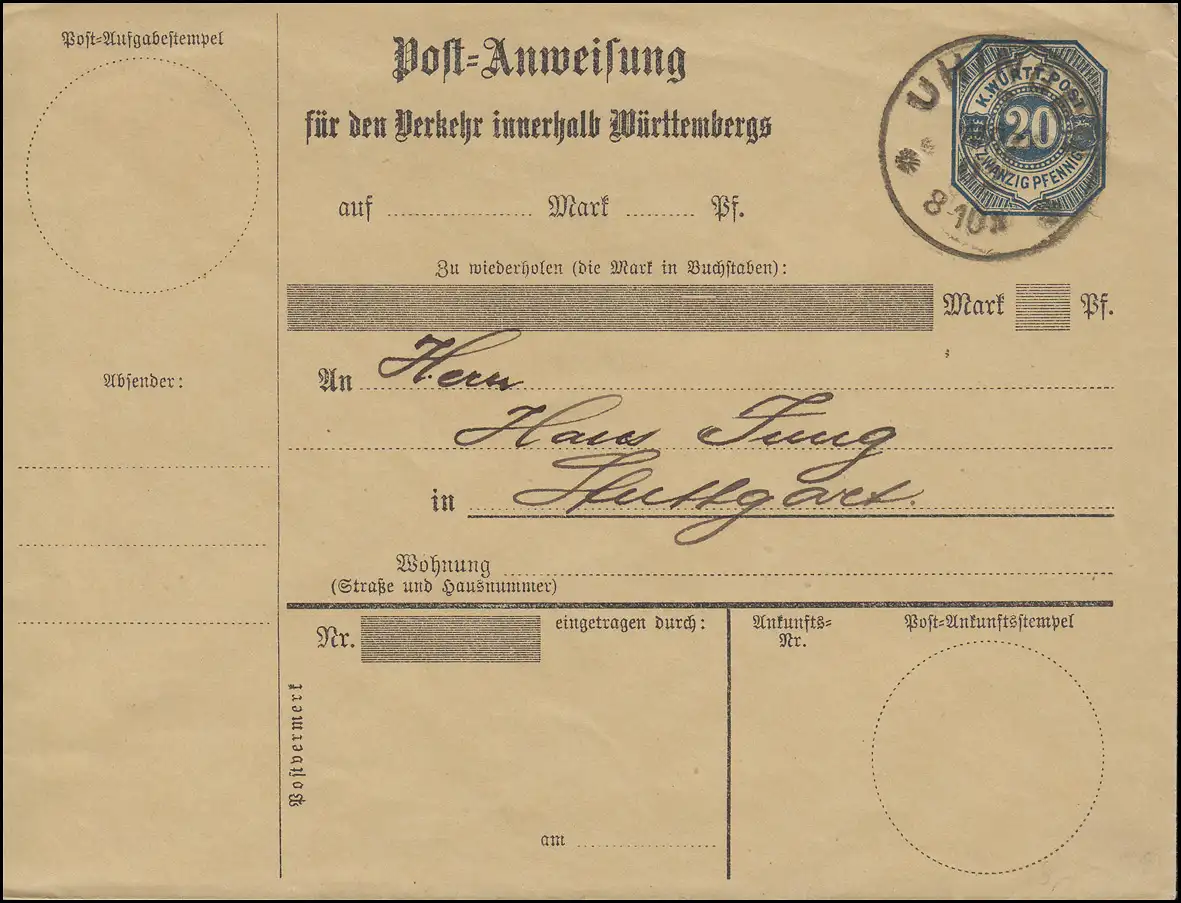 Post-Aufgabestempel
Post-Anweisung
für den Verkehr innerhalb Württembergs
K. WÜRTT. POST
20
ZWANZIG PFENNIG
8-10
auf Mark Pf.
Zu wiederholen (die Mark in Buchstaben):
Mark Pf.
Absender:
An Herrn
Hans Jung
in Stuttgart.
Wohnung
(Straße und Hausnummer)
Nr. eingetragen durch:
Ankunfts-
Nr.
Post-Ankunftsstempel
Postvermerk
am